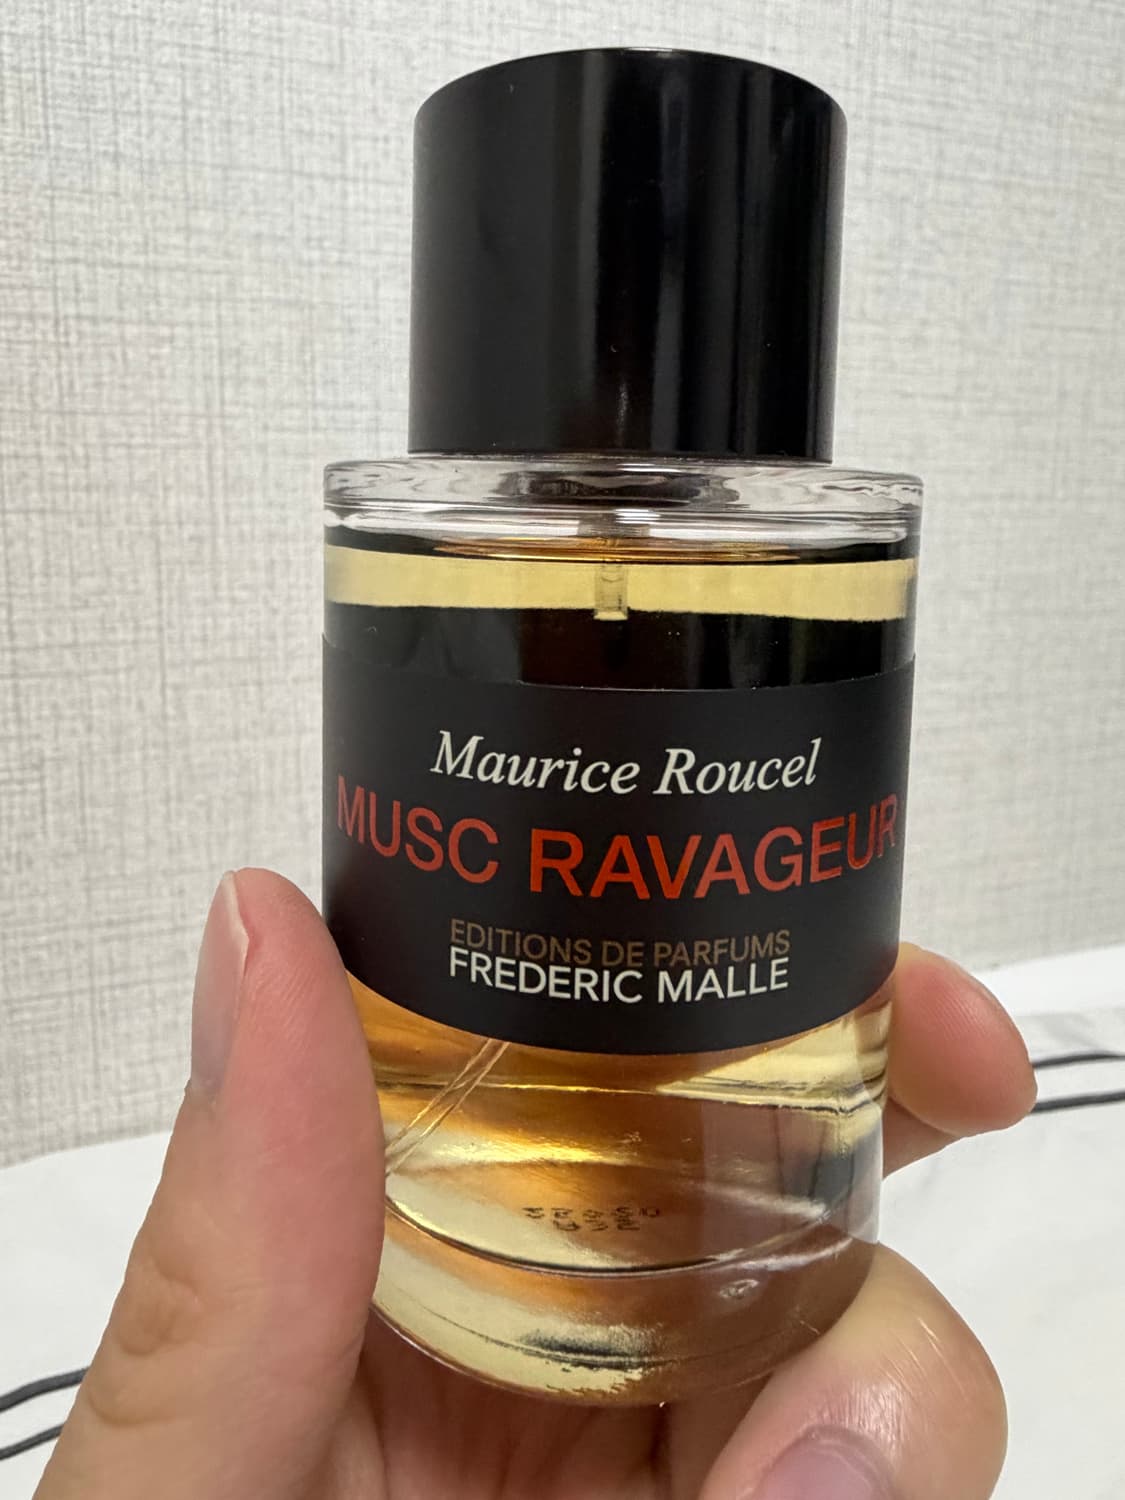 Maurice Roucel
MUSC RAVAGEUR
EDITIONS DE PARFUMS
FREDERIC MALLE